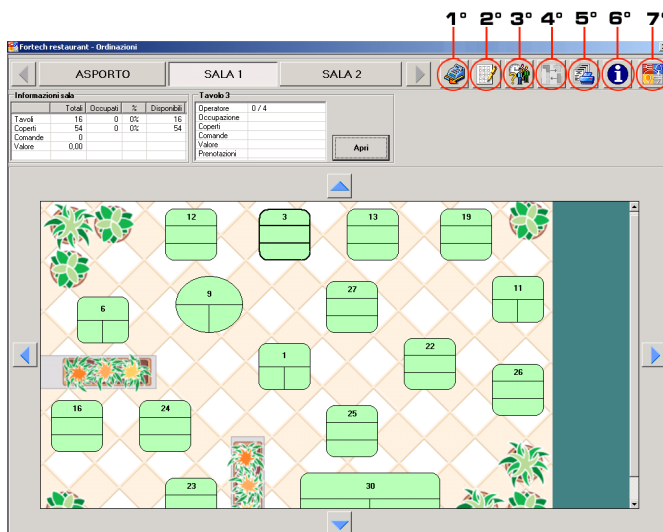 1° 2° 3° 4° 5° 6° 7°
Fortech restaurant - Ordinazioni
ASPORTO SALA 1 SALA 2
Informazioni sala
Totali Occupati % Disponibili
Tavoli 16 0 0% 16
Coperti 54 0 0% 54
Comande 0
Valore 0,00
Tavolo 3
Operatore 0 / 4
Occupazione
Coperti
Comande
Valore
Prenotazioni
Apri
12 3 13 19
9 27 11
6
1 22
26
16 24 25
23 30